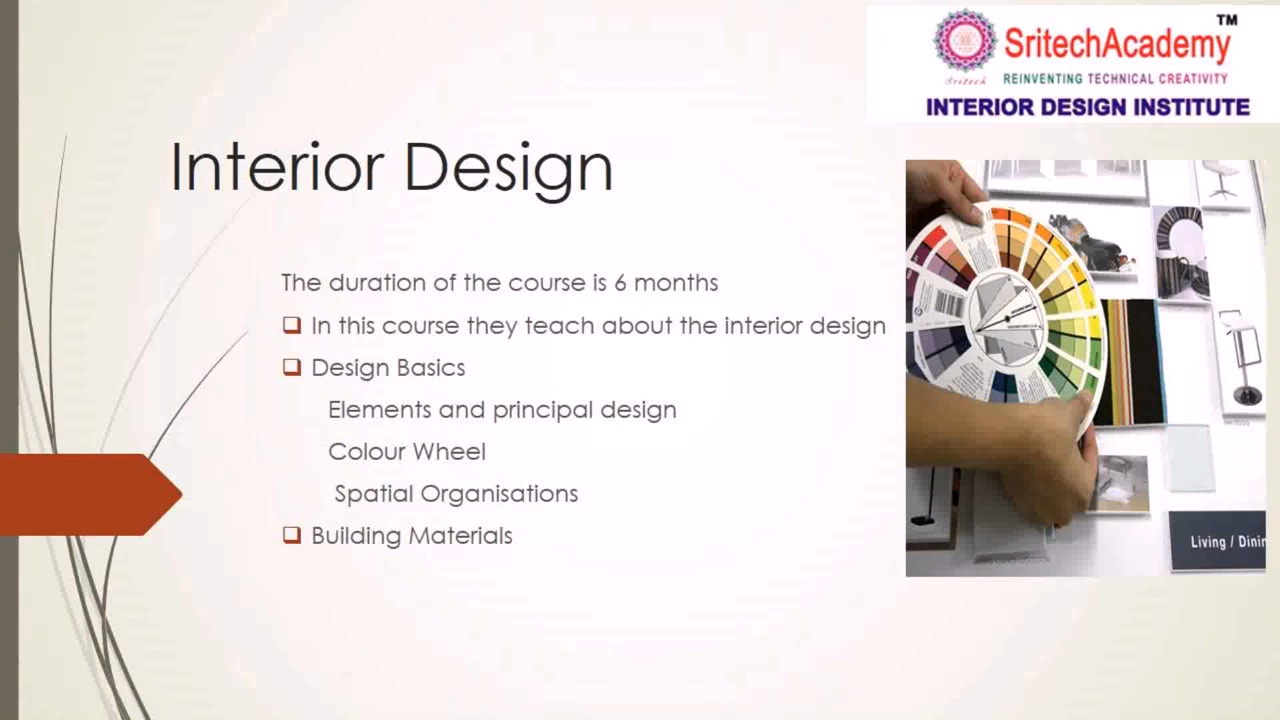 TM
SritechAcademy
Sritech
REINVENTING TECHNICAL CREATIVITY
INTERIOR DESIGN INSTITUTE
Interior Design
The duration of the course is 6 months
In this course they teach about the interior design
Design Basics
Elements and principal design
Colour Wheel
Spatial Organisations
Building Materials
Living / Dinin